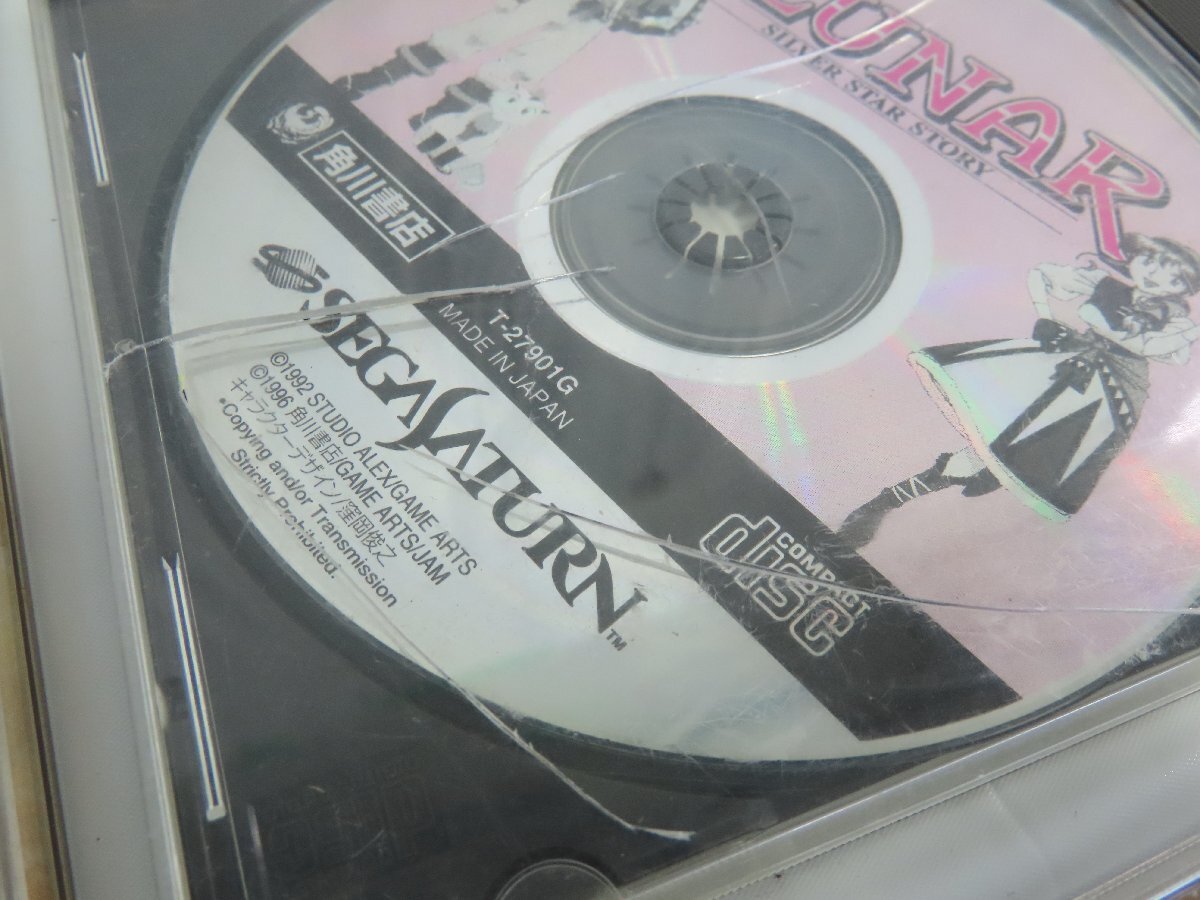 LUNAR
SILVER STAR STORY
角川書店
T-27901G
MADE IN JAPAN
SEGA SATURN™
©1992 STUDIO ALEX/GAME ARTS
©1996 角川書店/GAME ARTS/JAM
キャラクターデザイン/窪岡俊之
•Copying and/or Transmission
Strictly Prohibited.
COMPACT
disc